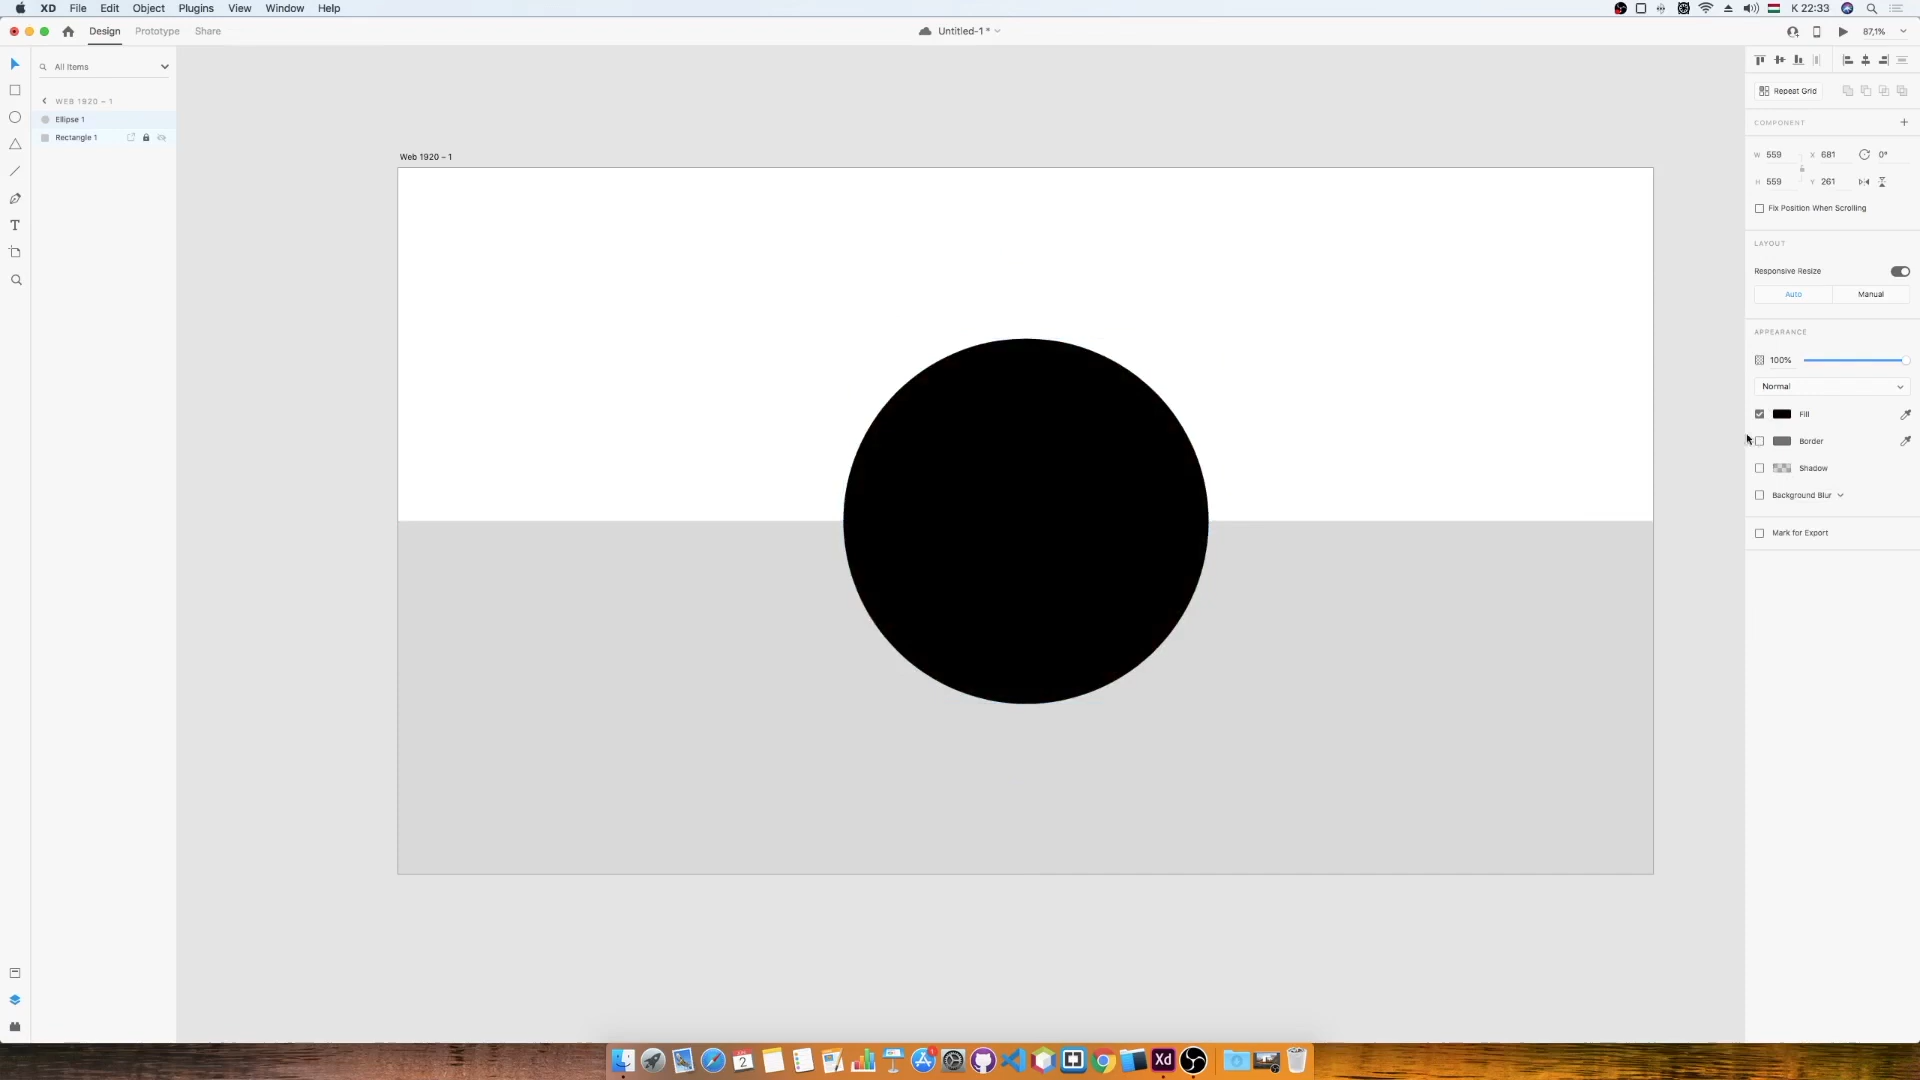 XD File Edit Object Plugins View Window Help
K 22:33
Design Prototype Share
Untitled-1 *
87,1%
All Items
WEB 1920 – 1
Ellipse 1
Rectangle 1
Web 1920 – 1
Repeat Grid
COMPONENT
W 559 X 681 0°
H 559 Y 261
Fix Position When Scrolling
LAYOUT
Responsive Resize
Auto Manual
APPEARANCE
100%
Normal
Fill
Border
Shadow
Background Blur
Mark for Export
2
Xd